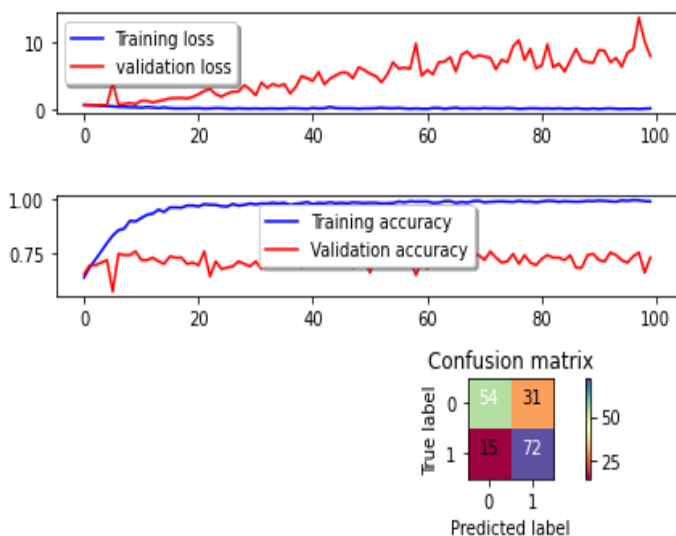 10
0
Training loss
validation loss
0 20 40 60 80 100
1.00
0.75
Training accuracy
Validation accuracy
0 20 40 60 80 100
Confusion matrix
True label
0
1
54 31
15 72
0 1
Predicted label
50
25